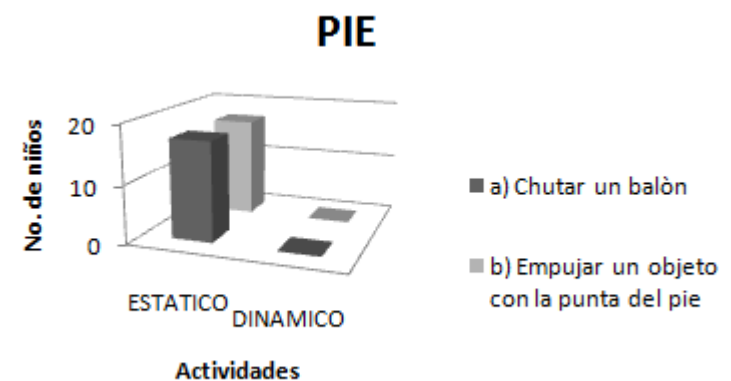 PIE
No. de niños
20
10
0
ESTATICO
DINAMICO
Actividades
a) Chutar un balòn
b) Empujar un objeto
con la punta del pie